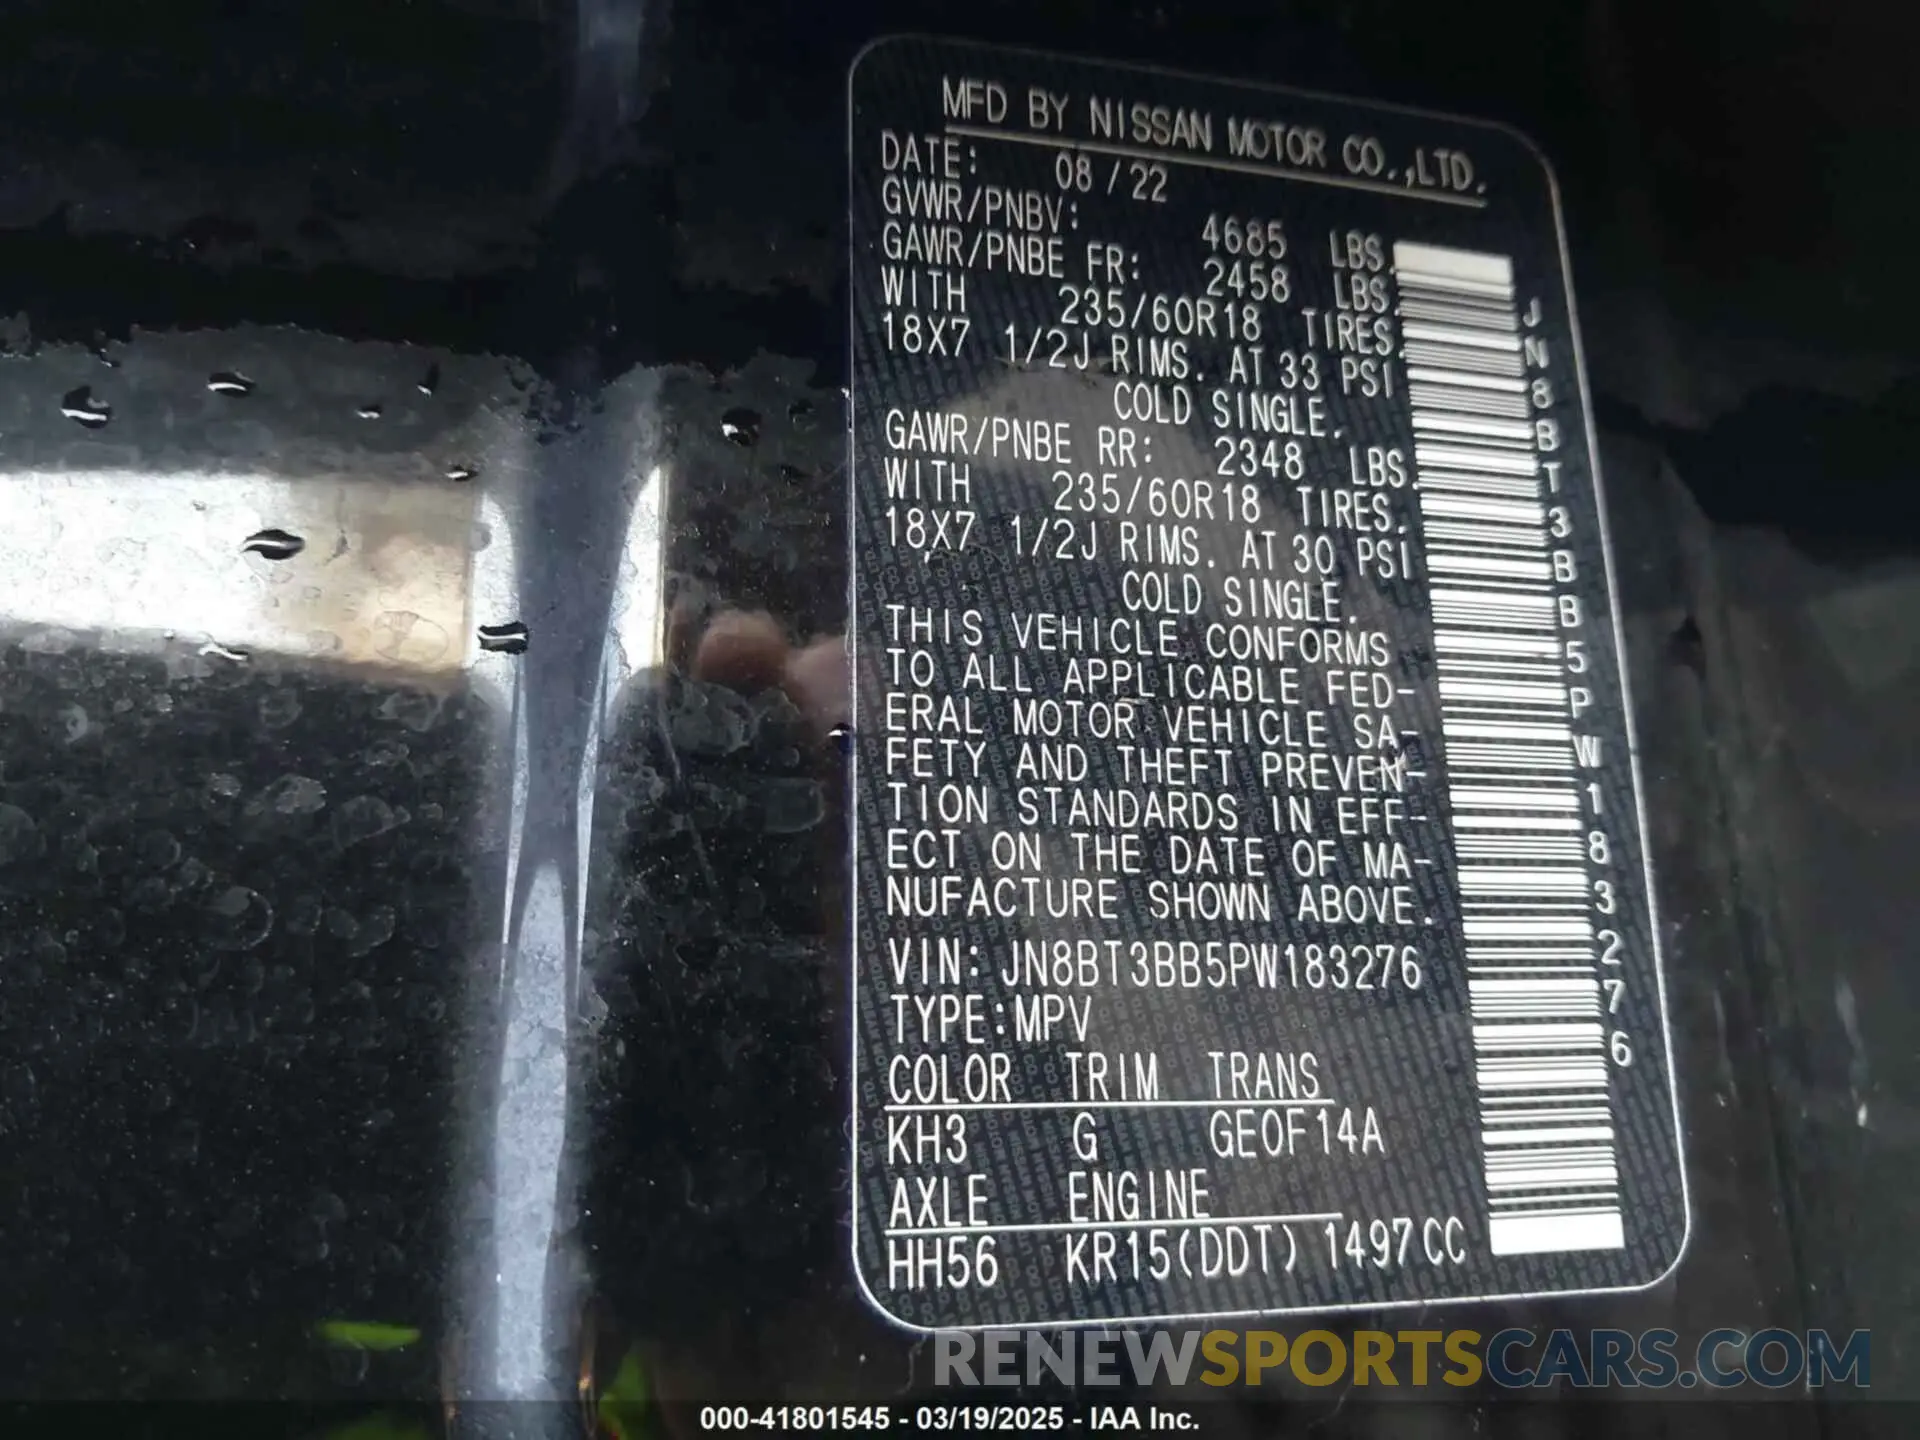 MFD BY NISSAN MOTOR CO.,LTD.
DATE: 08 / 22
GVWR/PNBV: 4685 LBS.
GAWR/PNBE FR: 2458 LBS.
WITH 235/60R18 TIRES.
18X7 1/2J RIMS. AT 33 PSI
COLD SINGLE.
GAWR/PNBE RR: 2348 LBS.
WITH 235/60R18 TIRES.
18X7 1/2J RIMS. AT 30 PSI
COLD SINGLE.
THIS VEHICLE CONFORMS
TO ALL APPLICABLE FED-
ERAL MOTOR VEHICLE SA-
FETY AND THEFT PREVEN-
TION STANDARDS IN EFF-
ECT ON THE DATE OF MA-
NUFACTURE SHOWN ABOVE.
VIN: JN8BT3BB5PW183276
TYPE:MPV
COLOR TRIM TRANS
KH3 G GE0F14A
AXLE ENGINE
HH56 KR15(DDT) 1497CC
JN8BT3BB5PW183276
RENEWSPORTSCARS.COM
000-41801545 - 03/19/2025 - IAA Inc.